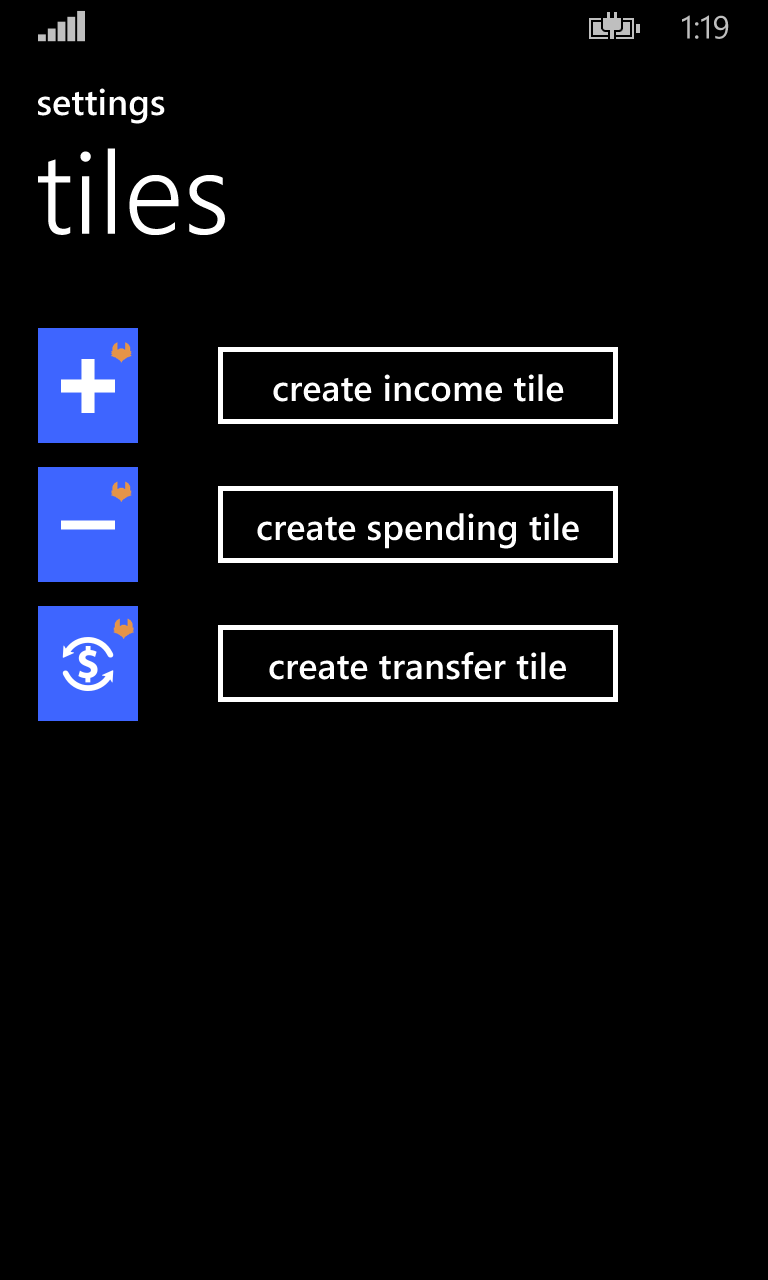 1:19
settings
tiles
create income tile
create spending tile
$
create transfer tile